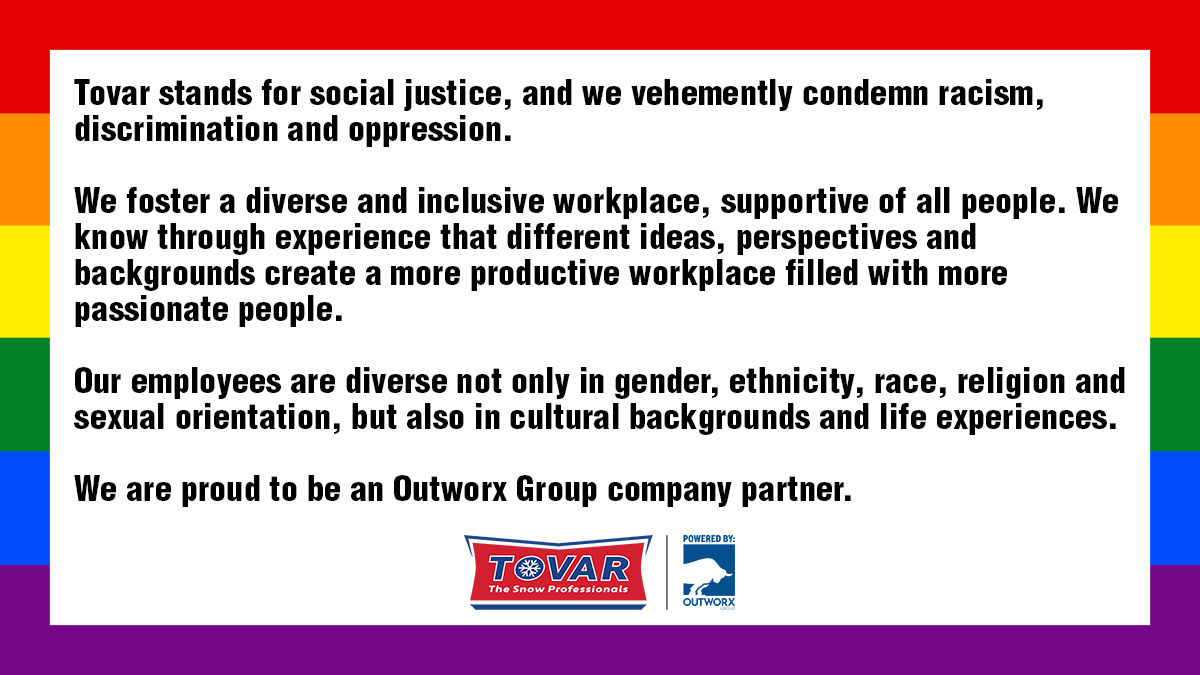 Tovar stands for social justice, and we vehemently condemn racism,
discrimination and oppression.
We foster a diverse and inclusive workplace, supportive of all people. We
know through experience that different ideas, perspectives and
backgrounds create a more productive workplace filled with more
passionate people.
Our employees are diverse not only in gender, ethnicity, race, religion and
sexual orientation, but also in cultural backgrounds and life experiences.
We are proud to be an Outworx Group company partner.
TOVAR
The Snow Professionals
POWERED BY:
OUTWORX
GROUP